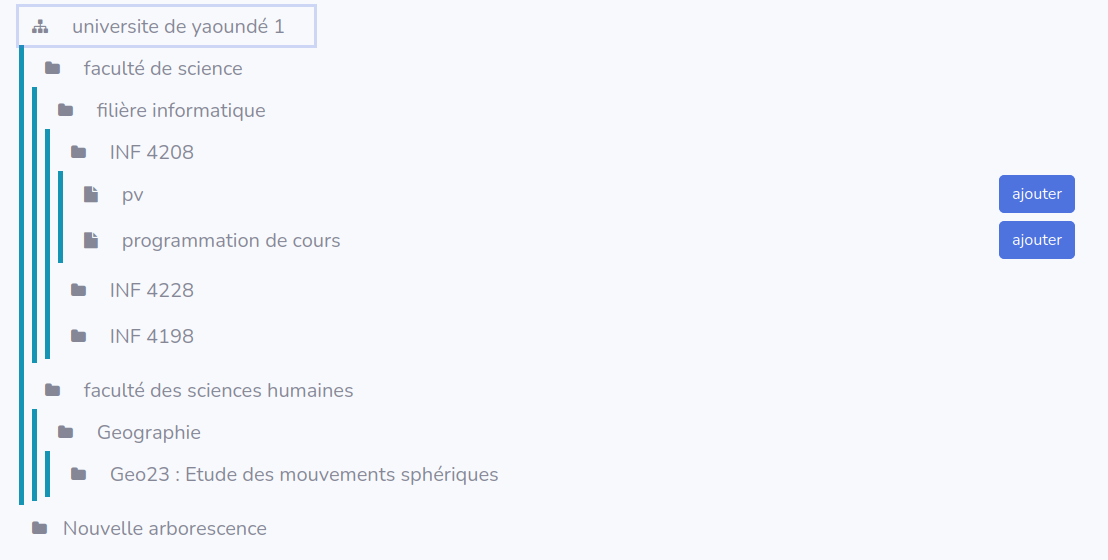 universite de yaoundé 1
faculté de science
filière informatique
INF 4208
pv ajouter
programmation de cours ajouter
INF 4228
INF 4198
faculté des sciences humaines
Geographie
Geo23 : Etude des mouvements sphériques
Nouvelle arborescence